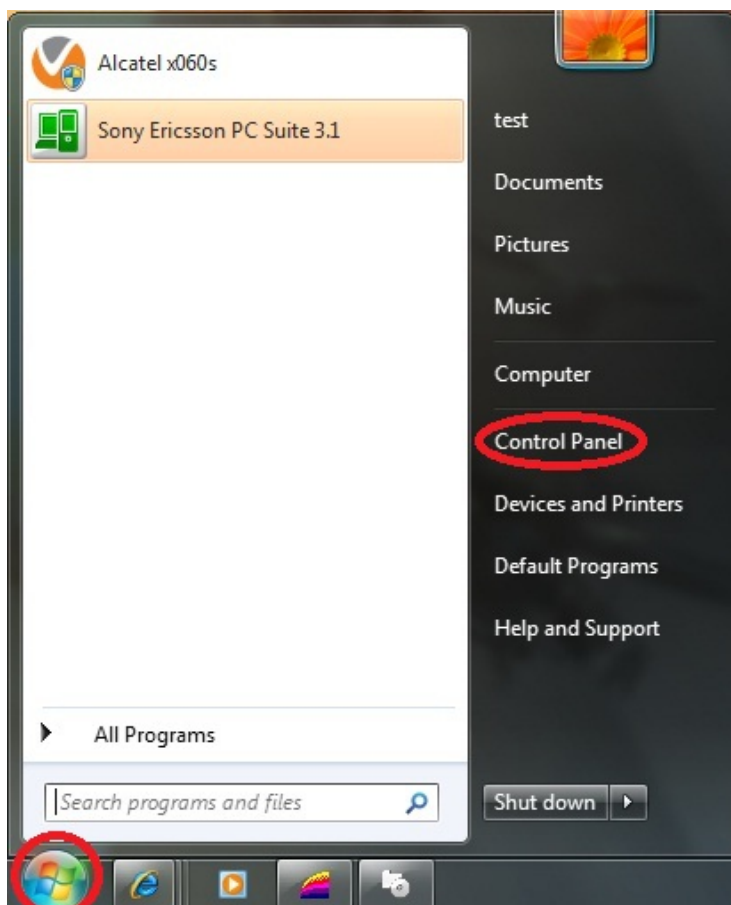 Alcatel x060s
Sony Ericsson PC Suite 3.1
All Programs
Search programs and files
test
Documents
Pictures
Music
Computer
Control Panel
Devices and Printers
Default Programs
Help and Support
Shut down